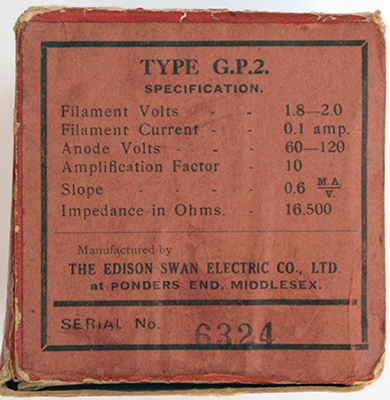 TYPE G.P.2.
SPECIFICATION.
Filament Volts - - 1.8—2.0
Filament Current - - 0.1 amp.
Anode Volts - - - 60—120
Amplification Factor - 10
Slope - - - - 0.6 M.A./V.
Impedance in Ohms. - 16.500
Manufactured by
THE EDISON SWAN ELECTRIC CO., LTD.
at PONDERS END, MIDDLESEX.
SERIAL No. 6324